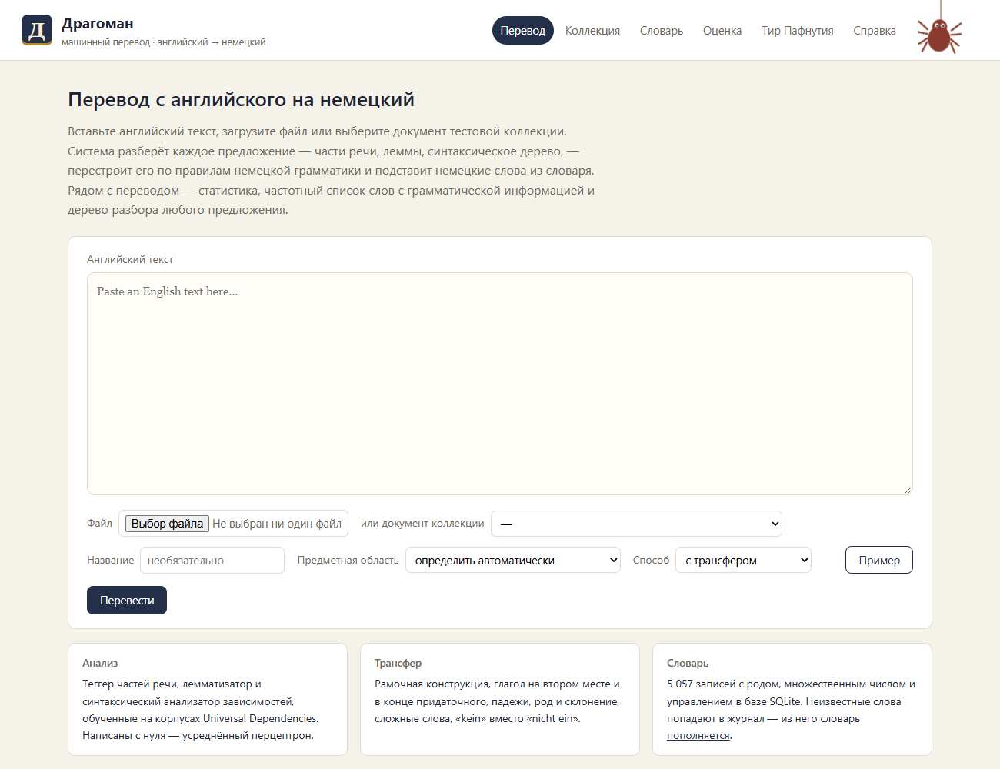 Д
Драгоман
машинный перевод · английский → немецкий
Перевод
Коллекция
Словарь
Оценка
Тир Пафнутия
Справка
Перевод с английского на немецкий
Вставьте английский текст, загрузите файл или выберите документ тестовой коллекции.
Система разберёт каждое предложение — части речи, леммы, синтаксическое дерево, —
перестроит его по правилам немецкой грамматики и подставит немецкие слова из словаря.
Рядом с переводом — статистика, частотный список слов с грамматической информацией и
дерево разбора любого предложения.
Английский текст
Paste an English text here...
Файл Выбор файла Не выбран ни один файл или документ коллекции —
Название необязательно Предметная область определить автоматически Способ с трансфером Пример
Перевести
Анализ
Теггер частей речи, лемматизатор и
синтаксический анализатор зависимостей,
обученные на корпусах Universal Dependencies.
Написаны с нуля — усреднённый перцептрон.
Трансфер
Рамочная конструкция, глагол на втором месте и
в конце придаточного, падежи, род и склонение,
сложные слова, «kein» вместо «nicht ein».
Словарь
5 057 записей с родом, множественным числом и
управлением в базе SQLite. Неизвестные слова
попадают в журнал — из него словарь
пополняется.